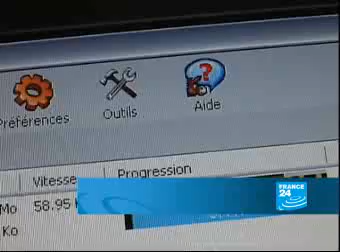 Préférences
Outils
Aide
Vitesse
Progression
Mo
58.95
Ko
FRANCE
24